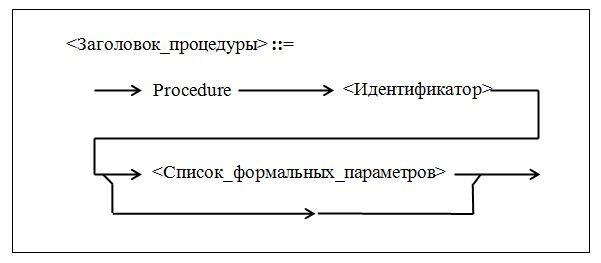 <Заголовок_процедуры> ::=
Procedure <Идентификатор>
<Список_формальных_параметров>